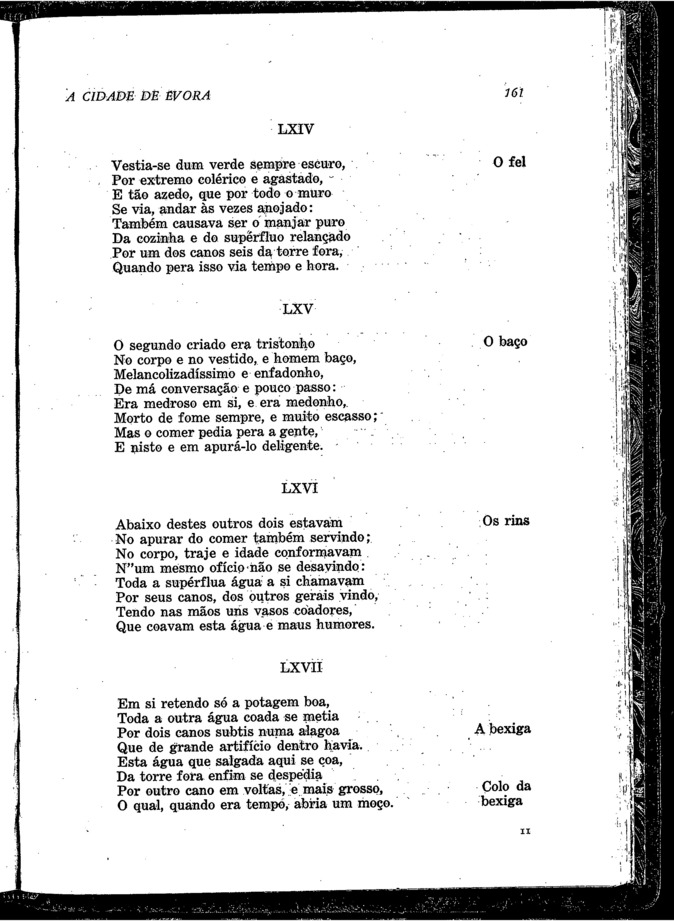 A CIDADE DE ÉVORA 161
LXIV
Vestia-se dum verde sempre escuro, O fel
Por extremo colérico e agastado,
E tão azedo, que por todo o muro
Se via, andar às vezes anojado:
Também causava ser o manjar puro
Da cozinha e do supérfluo relançado
Por um dos canos seis da torre fora,
Quando pera isso via tempo e hora.
LXV
O segundo criado era tristonho O baço
No corpo e no vestido, e homem baço,
Melancolizadíssimo e enfadonho,
De má conversação e pouco passo:
Era medroso em si, e era medonho,
Morto de fome sempre, e muito escasso;
Mas o comer pedia pera a gente,
E nisto e em apurá-lo deligente.
LXVI
Abaixo destes outros dois estavam Os rins
No apurar do comer também servindo;
No corpo, traje e idade conformavam
N"um mesmo ofício não se desavindo:
Toda a supérflua água a si chamavam
Por seus canos, dos outros gerais vindo,
Tendo nas mãos uns vasos coadores,
Que coavam esta água e maus humores.
LXVII
Em si retendo só a potagem boa,
Toda a outra água coada se metia
Por dois canos subtis numa alagoa A bexiga
Que de grande artifício dentro havia.
Esta água que salgada aqui se coa,
Da torre fora enfim se despedia
Por outro cano em voltas, e mais grosso, Colo da
O qual, quando era tempo, abria um moço. bexiga
II